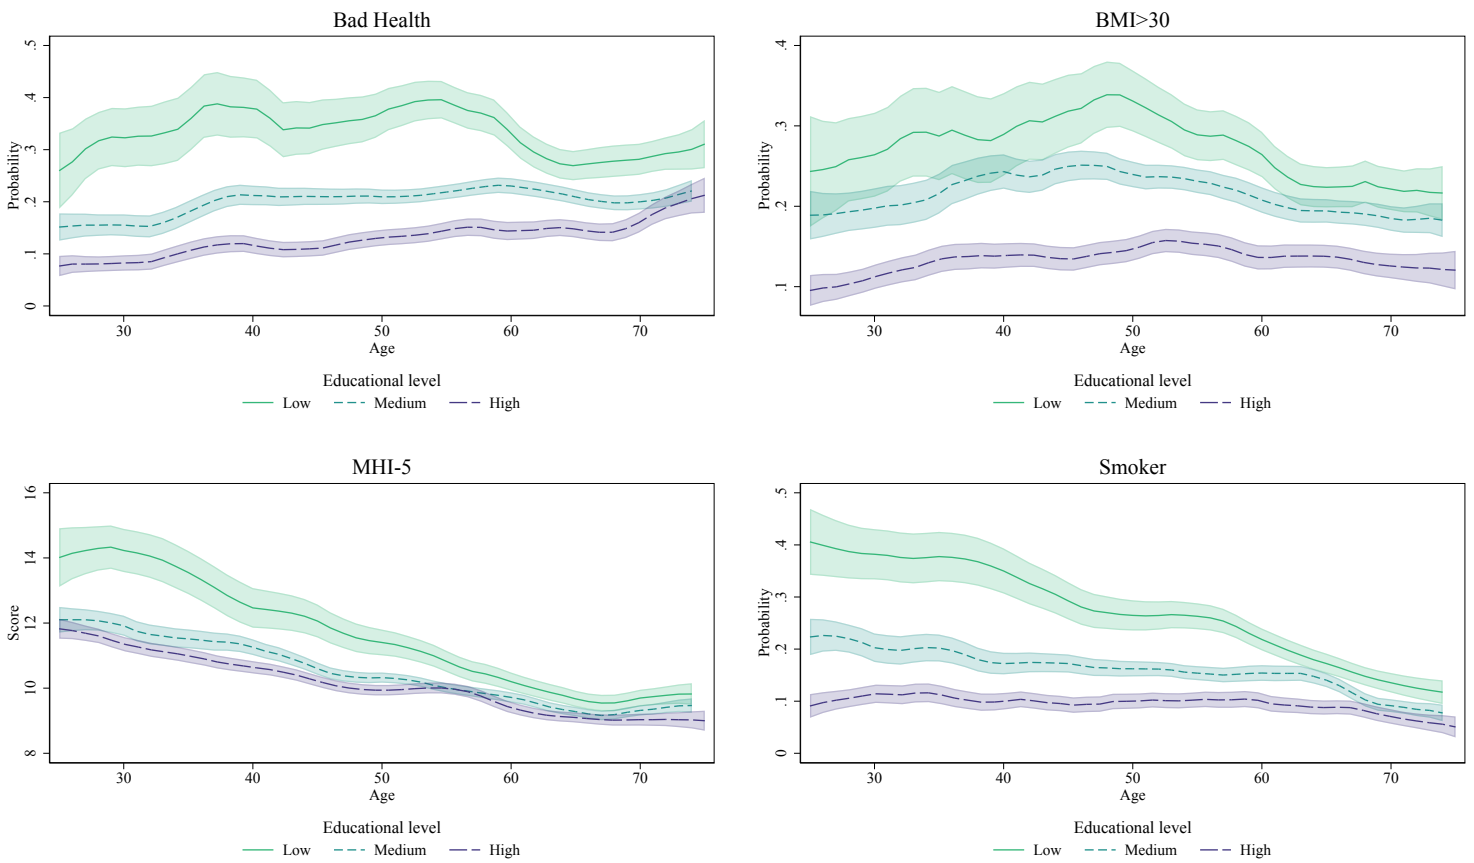 Bad Health
Probability
.5
.4
.3
.2
.1
0
30 40 50 60 70
Age
Educational level
Low Medium High
BMI>30
Probability
.4
.3
.2
.1
30 40 50 60 70
Age
Educational level
Low Medium High
MHI-5
Score
16
14
12
10
8
30 40 50 60 70
Age
Educational level
Low Medium High
Smoker
Probability
.5
.4
.3
.2
.1
0
30 40 50 60 70
Age
Educational level
Low Medium High